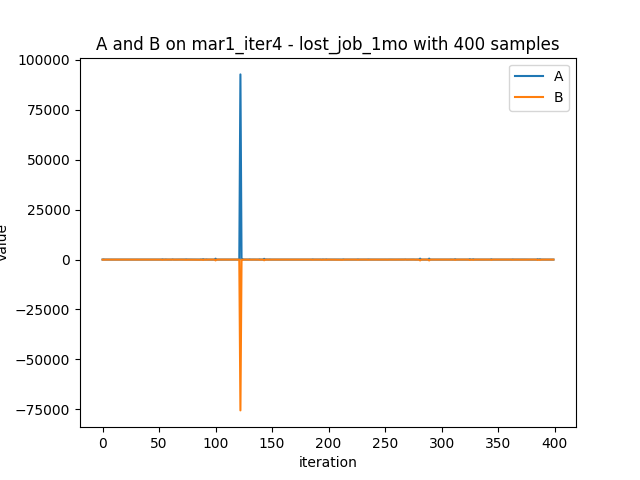 A and B on mar1_iter4 - lost_job_1mo with 400 samples
100000
75000
50000
25000
0
−25000
−50000
−75000
value
A
B
0 50 100 150 200 250 300 350 400
iteration